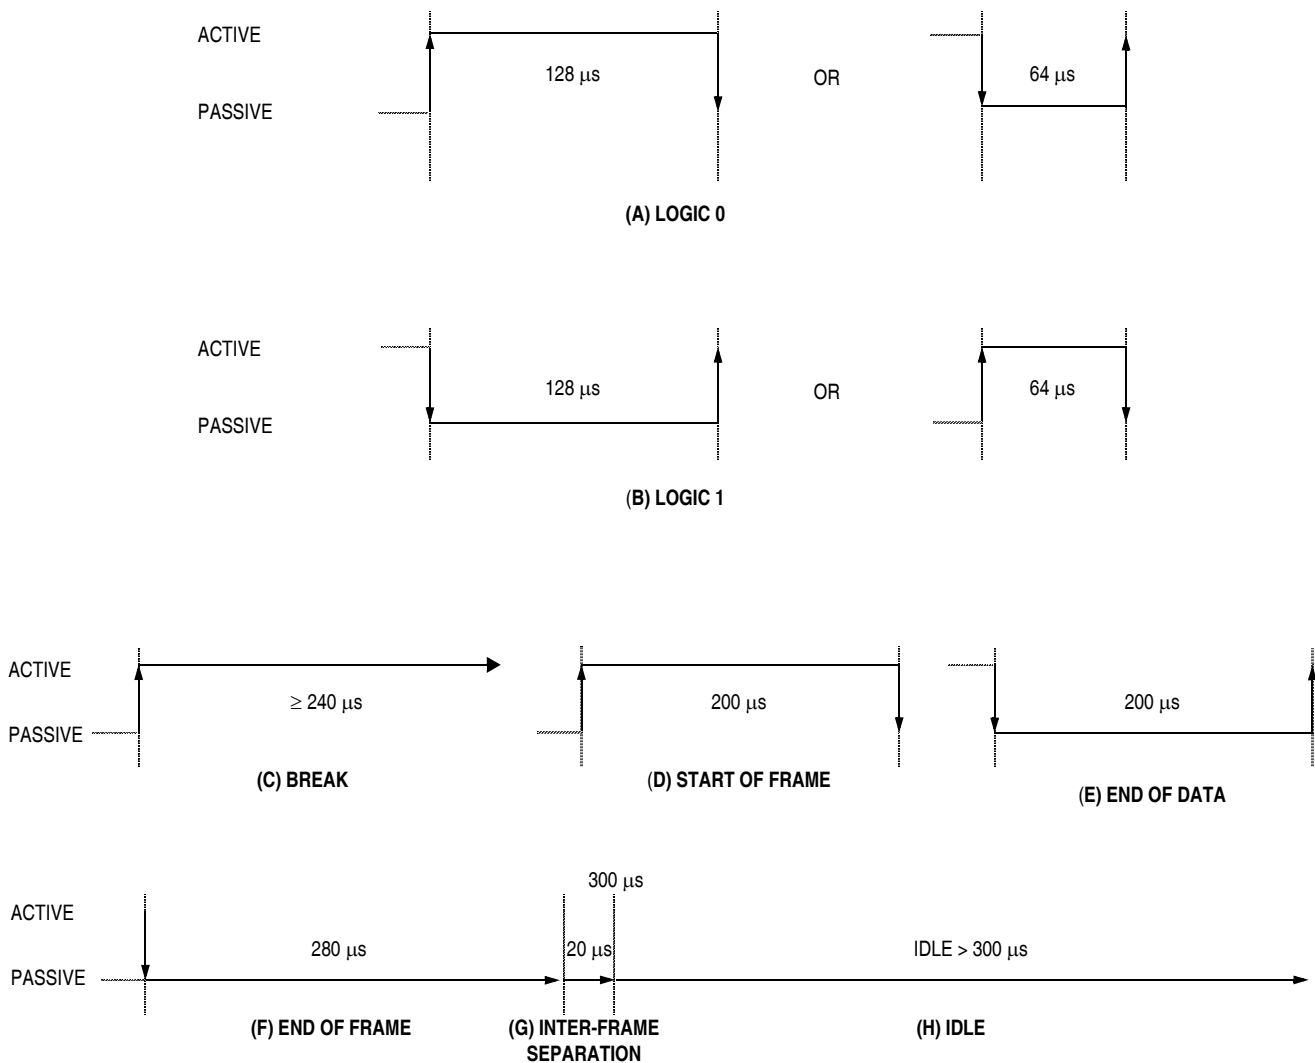 ACTIVE
128 µs
OR
64 µs
PASSIVE
(A) LOGIC 0
ACTIVE
128 µs
OR
64 µs
PASSIVE
(B) LOGIC 1
ACTIVE
≥ 240 µs
200 µs
200 µs
PASSIVE
(C) BREAK
(D) START OF FRAME
(E) END OF DATA
300 µs
ACTIVE
280 µs
20 µs
IDLE > 300 µs
PASSIVE
(F) END OF FRAME
(G) INTER-FRAME
SEPARATION
(H) IDLE